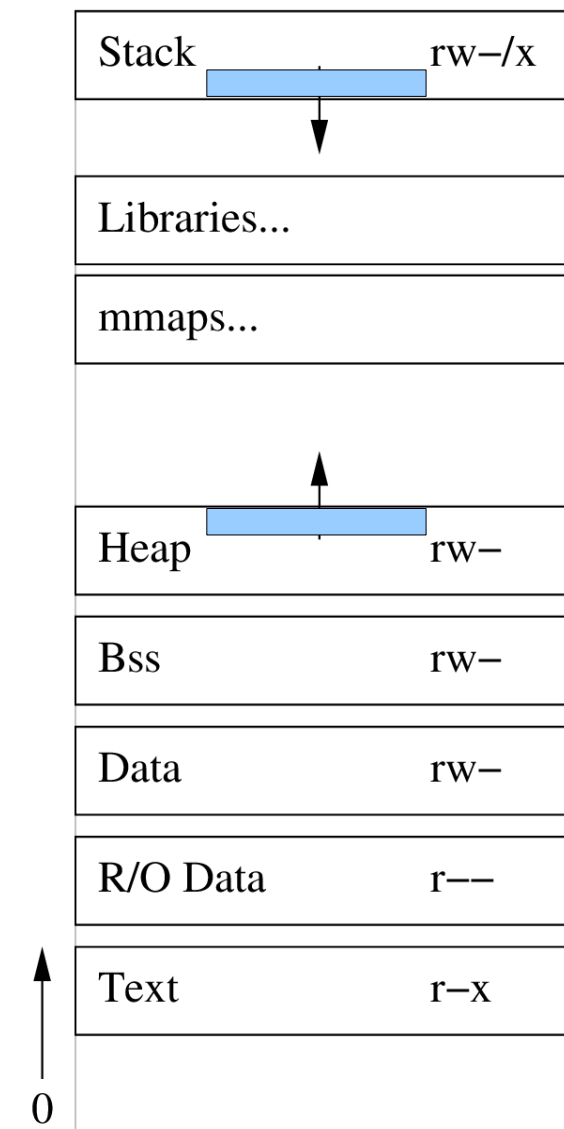 Stack rw–/x
Libraries...
mmaps...
Heap rw–
Bss rw–
Data rw–
R/O Data r––
Text r–x
0